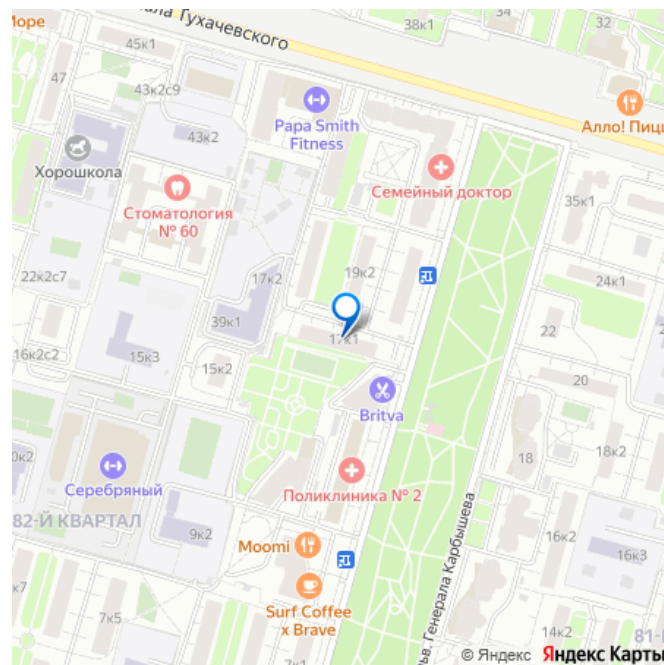 Море
ала Тухачевского
45к1
38к1
34
32
47
43к2с9
43к2
Papa Smith
Fitness
Алло! Пицц
Хорошкола
Стоматология
№ 60
Семейный доктор
35к1
22к2с7
17к2
19к2
24к1
39к1
17к1
22
16к2с2
15к3
15к2
Britva
20
18
18к2
0к2
Серебряный
Поликлиника № 2
82-Й КВАРТАЛ
9к2
Moomi
16к2
16к3
Surf Coffee
x Brave
7к5
7к1
ьв. Генерала Карбышева
14к2
81-
© Яндекс Яндекс Карты